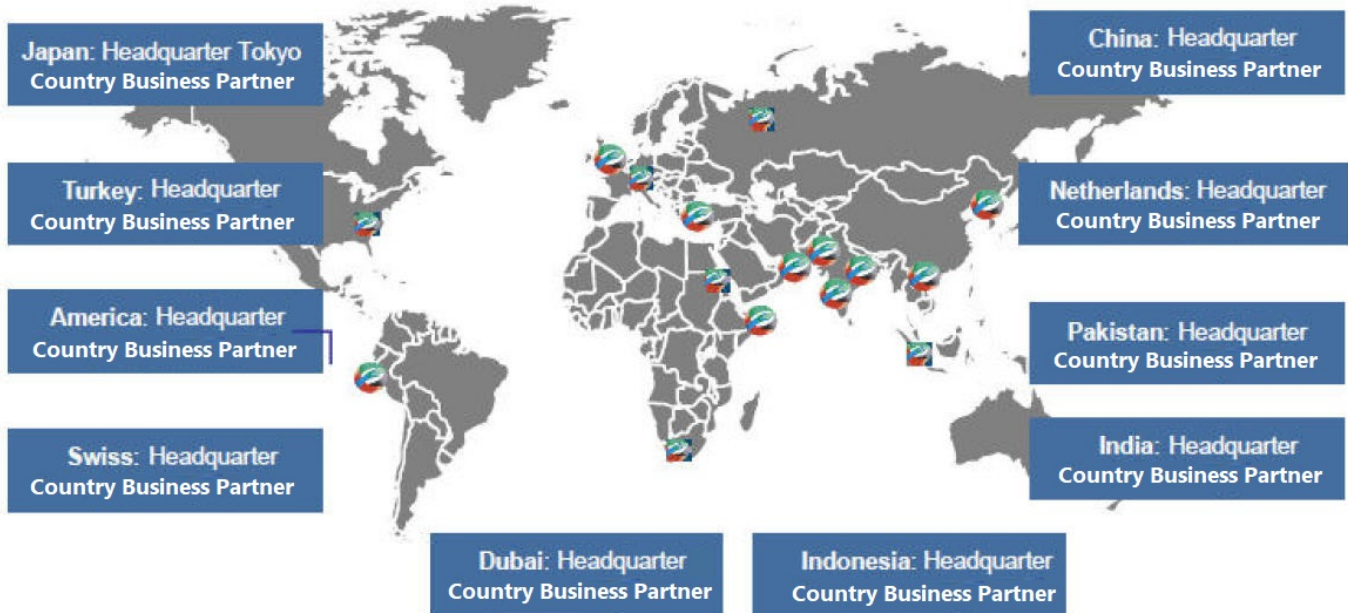 Japan: Headquarter Tokyo
Country Business Partner
China: Headquarter
Country Business Partner
Turkey: Headquarter
Country Business Partner
Netherlands: Headquarter
Country Business Partner
America: Headquarter
Country Business Partner
Pakistan: Headquarter
Country Business Partner
Swiss: Headquarter
Country Business Partner
India: Headquarter
Country Business Partner
Dubai: Headquarter
Country Business Partner
Indonesia: Headquarter
Country Business Partner